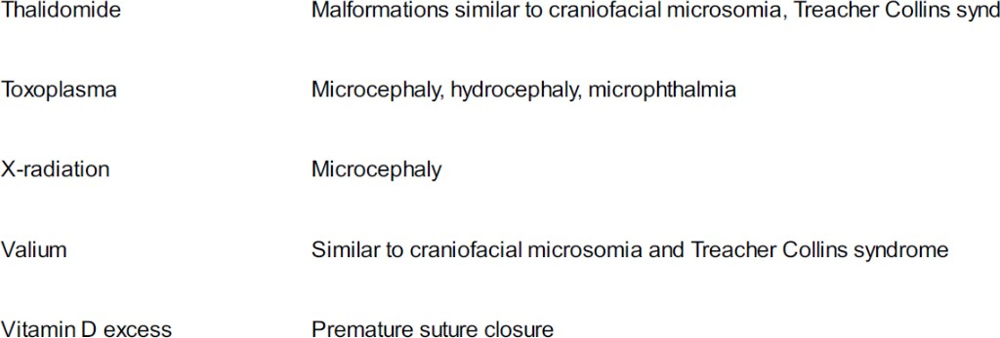 Thalidomide Malformations similar to craniofacial microsomia, Treacher Collins synd
Toxoplasma Microcephaly, hydrocephaly, microphthalmia
X-radiation Microcephaly
Valium Similar to craniofacial microsomia and Treacher Collins syndrome
Vitamin D excess Premature suture closure